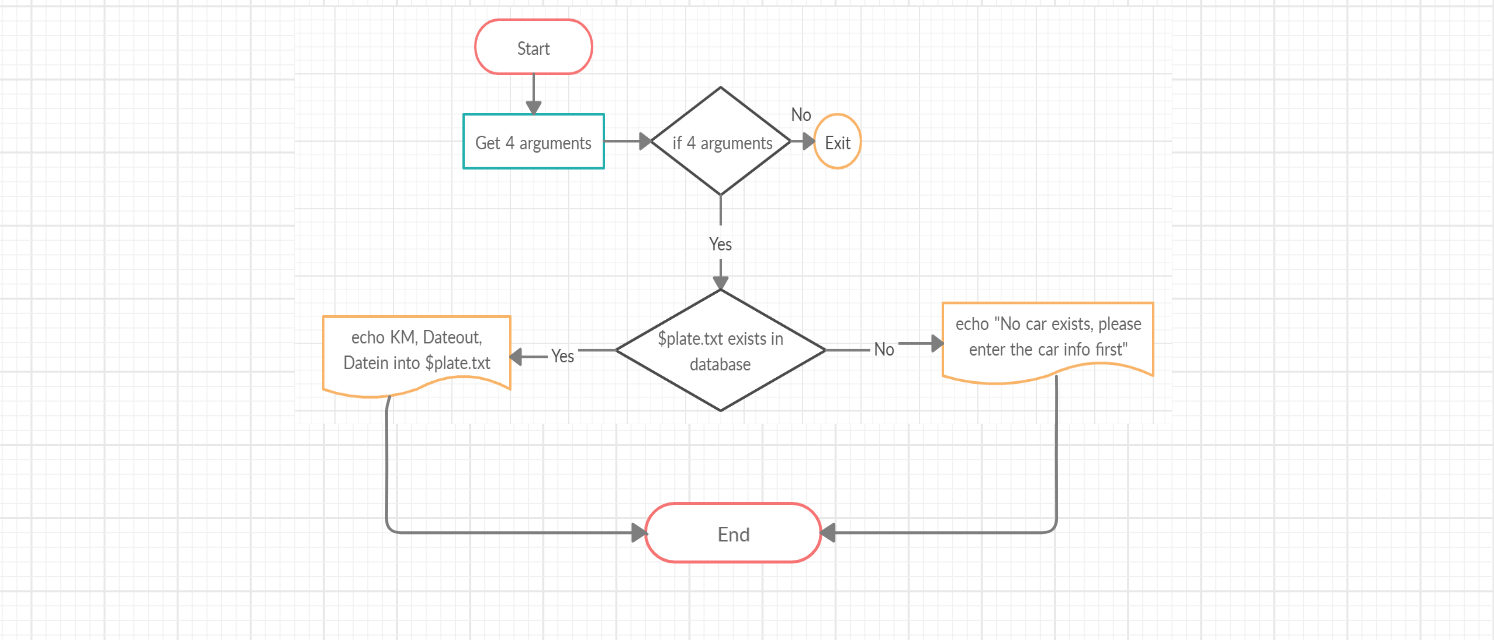 Start
Get 4 arguments
if 4 arguments
No
Exit
Yes
$plate.txt exists in
database
Yes
echo KM, Dateout,
Datein into $plate.txt
No
echo "No car exists, please
enter the car info first"
End